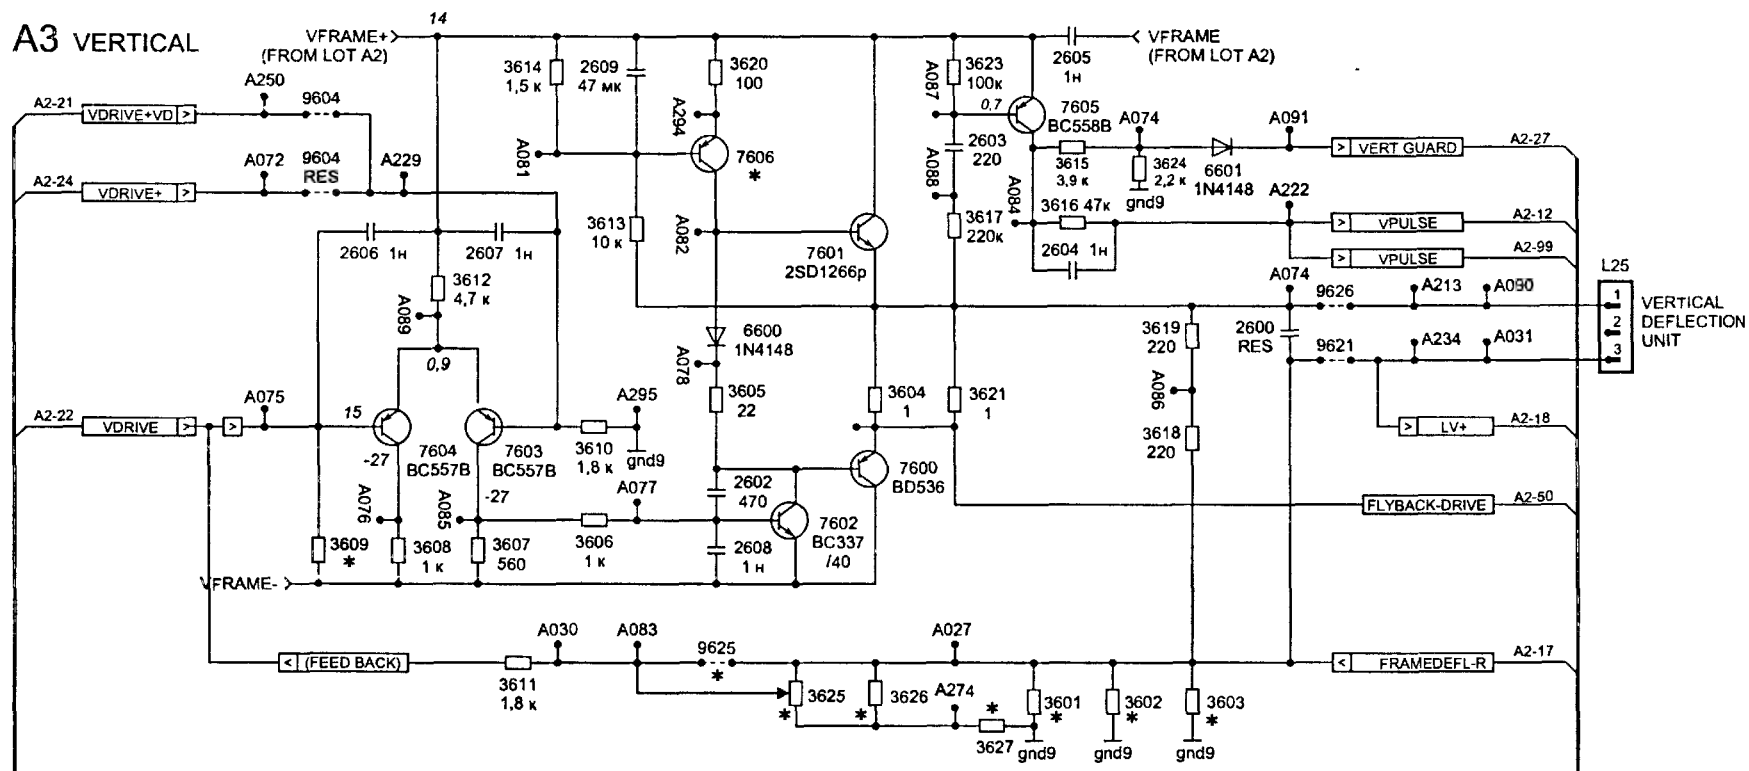 A3 VERTICAL
14
VFRAME+
(FROM LOT A2)
VFRAME
(FROM LOT A2)
2605
1н
A250
A2-21
VDRIVE+VD >
9604
A072
9604
RES
A229
A2-24
VDRIVE+ >
3614
1,5 к
2609
47 мк
3620
100
A294
A081
7606
*
3613
10 к
A082
7601
2SD1266p
A087
3623
100к
0,7
7605
BC558B
2603
220
A088
3617
220к
A074
A091
3615
3,9 к
3624
2,2 к
gnd9
6601
1N4148
> VERT GUARD
A2-27
A084
3616 47к
2604 1н
A222
> VPULSE
A2-12
> VPULSE
A2-99
2606 1н
2607 1н
3612
4,7 к
A089
0,9
6600
1N4148
A078
3605
22
3604
1
3621
1
3619
220
A086
3618
220
A074
2600
RES
9626
A213
A090
9621
A234
A031
L25
1
2
3
VERTICAL
DEFLECTION
UNIT
> LV+
A2-18
A2-22
VDRIVE >
>
A075
15
-27
7604
BC557B
7603
BC557B
-27
3610
1,8 к
A295
gnd9
A077
A076
A085
3609
*
3608
1 к
3607
560
3606
1 к
2602
470
2608
1 н
7602
BC337
/40
7600
BD536
FLYBACK-DRIVE
A2-50
VFRAME-
< (FEED BACK)
3611
1,8 к
A030
A083
9625
*
A027
< FRAMEDEFL-R
A2-17
3625
*
3626
*
A274
*
3627
3601
*
gnd9
3602
*
gnd9
3603
*
gnd9